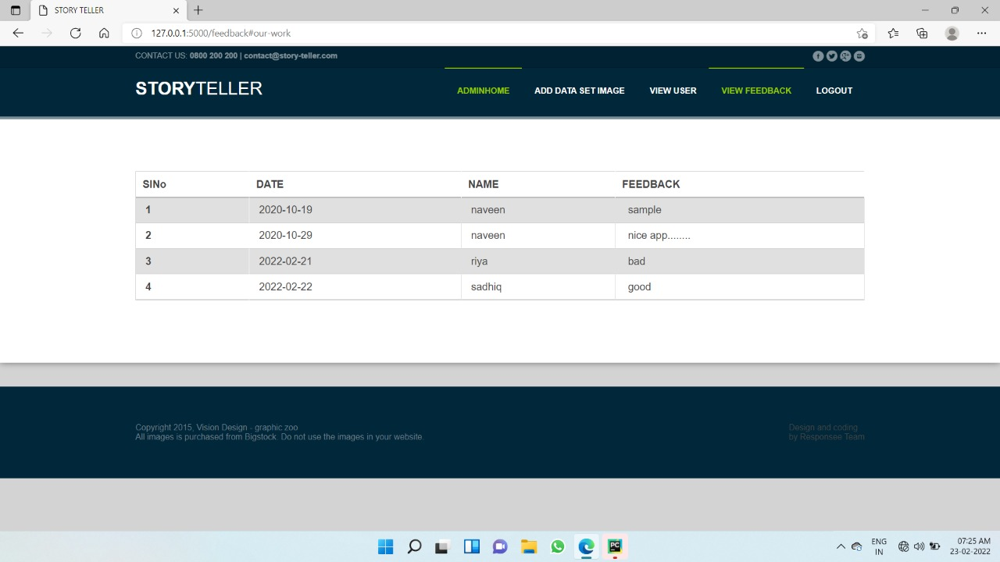 STORY TELLER
127.0.0.1:5000/feedback#our-work
CONTACT US: 0800 200 200 | contact@story-teller.com
STORYTELLER
ADMINHOME
ADD DATA SET IMAGE
VIEW USER
VIEW FEEDBACK
LOGOUT
SlNo DATE NAME FEEDBACK
1 2020-10-19 naveen sample
2 2020-10-29 naveen nice app........
3 2022-02-21 riya bad
4 2022-02-22 sadhiq good
Copyright 2015, Vision Design - graphic zoo
All images is purchased from Bigstock. Do not use the images in your website.
Design and coding
by Responsee Team
PC
ENG
IN
07:25 AM
23-02-2022